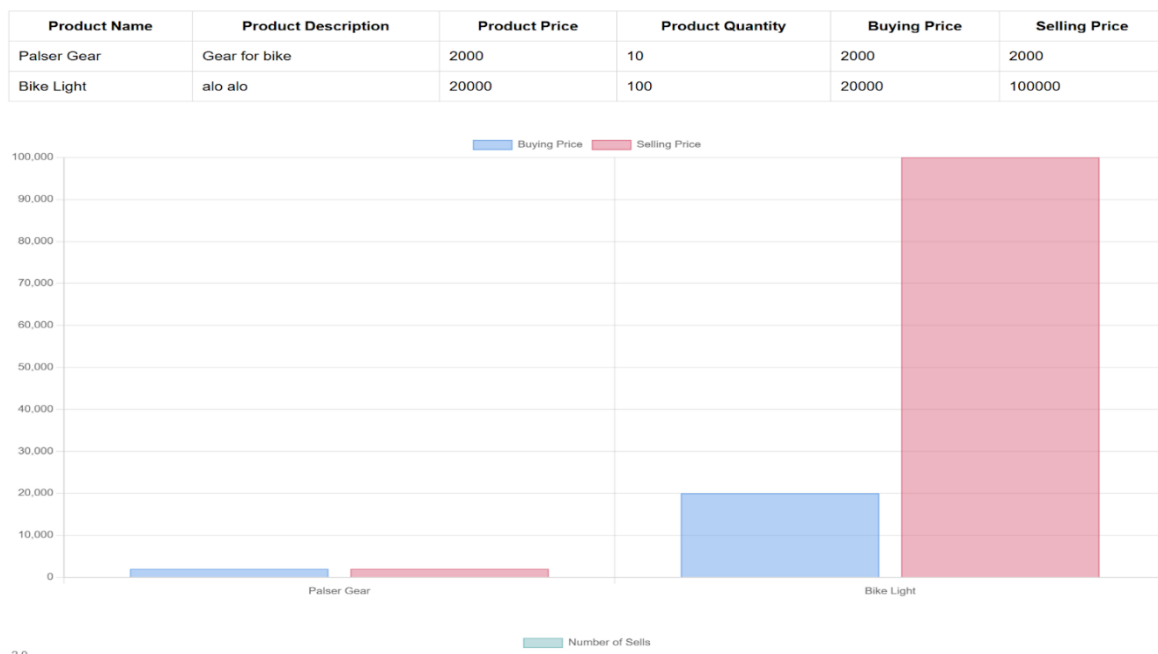 Product Name Product Description Product Price Product Quantity Buying Price Selling Price
Palser Gear Gear for bike 2000 10 2000 2000
Bike Light alo alo 20000 100 20000 100000
Buying Price Selling Price
100,000
90,000
80,000
70,000
60,000
50,000
40,000
30,000
20,000
10,000
0
Palser Gear Bike Light
Number of Sells